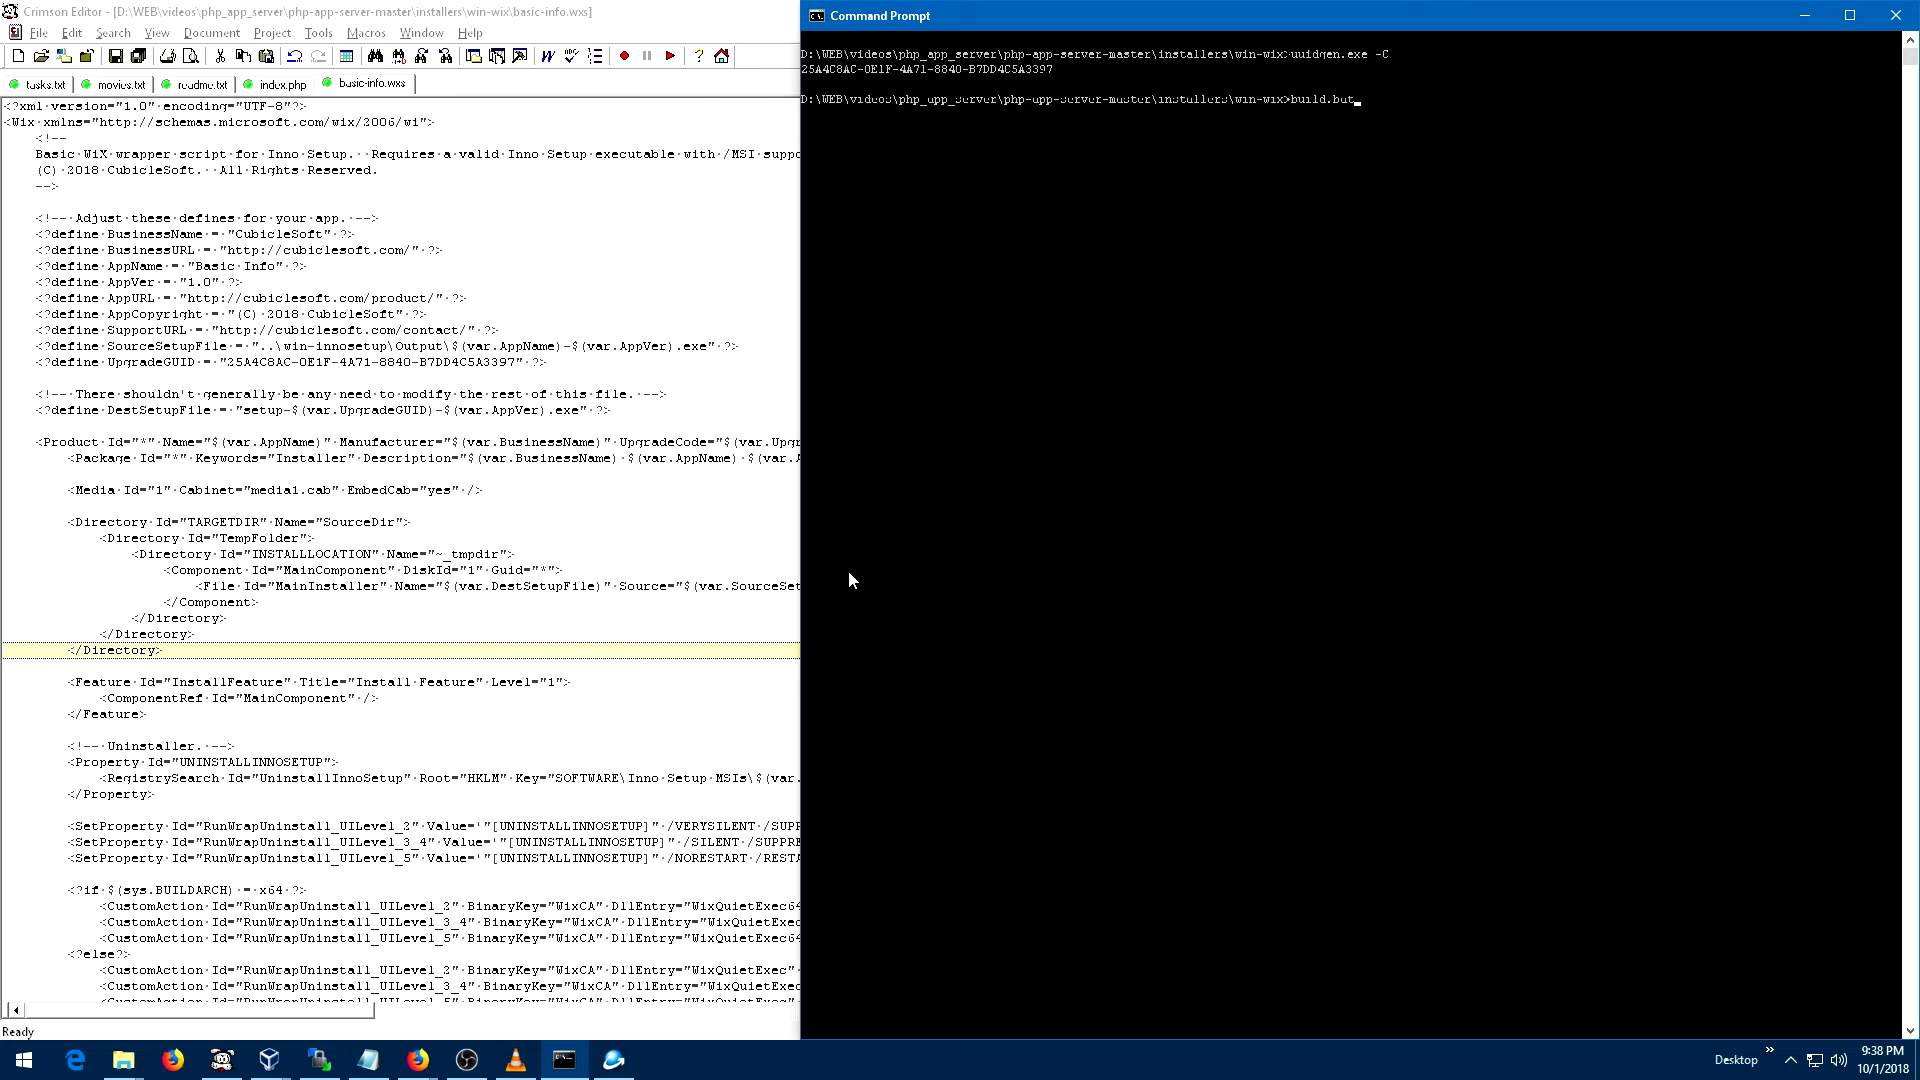 Crimson Editor - [D:\WEB\videos\php_app_server\php-app-server-master\installers\win-wix\basic-info.wxs]
File Edit Search View Document Project Tools Macros Window Help
tasks.txt movies.txt readme.txt index.php basic-info.wxs
<?xml version="1.0" encoding="UTF-8"?>
<Wix xmlns="http://schemas.microsoft.com/wix/2006/wi">
<!--
Basic WiX wrapper script for Inno Setup. Requires a valid Inno Setup executable with /MSI suppo
(C) 2018 CubicleSoft. All Rights Reserved.
-->
<!-- Adjust these defines for your app. -->
<?define BusinessName = "CubicleSoft" ?>
<?define BusinessURL = "http://cubiclesoft.com/" ?>
<?define AppName = "Basic Info" ?>
<?define AppVer = "1.0" ?>
<?define AppURL = "http://cubiclesoft.com/product/" ?>
<?define AppCopyright = "(C) 2018 CubicleSoft" ?>
<?define SupportURL = "http://cubiclesoft.com/contact/" ?>
<?define SourceSetupFile = "..\win-innosetup\Output\$(var.AppName)-$(var.AppVer).exe" ?>
<?define UpgradeGUID = "25A4C8AC-0E1F-4A71-8840-B7DD4C5A3397" ?>
<!-- There shouldn't generally be any need to modify the rest of this file. -->
<?define DestSetupFile = "setup-$(var.UpgradeGUID)-$(var.AppVer).exe" ?>
<Product Id="*" Name="$(var.AppName)" Manufacturer="$(var.BusinessName)" UpgradeCode="$(var.Upgr
<Package Id="*" Keywords="Installer" Description="$(var.BusinessName) $(var.AppName) $(var.A
<Media Id="1" Cabinet="media1.cab" EmbedCab="yes" />
<Directory Id="TARGETDIR" Name="SourceDir">
<Directory Id="TempFolder">
<Directory Id="INSTALLLOCATION" Name="~_tmpdir">
<Component Id="MainComponent" DiskId="1" Guid="*">
<File Id="MainInstaller" Name="$(var.DestSetupFile)" Source="$(var.SourceSet
</Component>
</Directory>
</Directory>
</Directory>
<Feature Id="InstallFeature" Title="Install Feature" Level="1">
<ComponentRef Id="MainComponent" />
</Feature>
<!-- Uninstaller. -->
<Property Id="UNINSTALLINNOSETUP">
<RegistrySearch Id="UninstallInnoSetup" Root="HKLM" Key="SOFTWARE\Inno Setup MSIs\$(var.
</Property>
<SetProperty Id="RunWrapUninstall_UILevel_2" Value='"[UNINSTALLINNOSETUP]" /VERYSILENT /SUPP
<SetProperty Id="RunWrapUninstall_UILevel_3_4" Value='"[UNINSTALLINNOSETUP]" /SILENT /SUPPRE
<SetProperty Id="RunWrapUninstall_UILevel_5" Value='"[UNINSTALLINNOSETUP]" /NORESTART /RESTA
<?if $(sys.BUILDARCH) = x64 ?>
<CustomAction Id="RunWrapUninstall_UILevel_2" BinaryKey="WixCA" DllEntry="WixQuietExec64
<CustomAction Id="RunWrapUninstall_UILevel_3_4" BinaryKey="WixCA" DllEntry="WixQuietExec
<CustomAction Id="RunWrapUninstall_UILevel_5" BinaryKey="WixCA" DllEntry="WixQuietExec64
<?else?>
<CustomAction Id="RunWrapUninstall_UILevel_2" BinaryKey="WixCA" DllEntry="WixQuietExec"
<CustomAction Id="RunWrapUninstall_UILevel_3_4" BinaryKey="WixCA" DllEntry="WixQuietExec
<CustomAction Id="RunWrapUninstall_UILevel_5" BinaryKey="WixCA" DllEntry="WixQuietExec"
Ready
Command Prompt
D:\WEB\videos\php_app_server\php-app-server-master\installers\win-wix>uuidgen.exe -C
25A4C8AC-0E1F-4A71-8840-B7DD4C5A3397
D:\WEB\videos\php_app_server\php-app-server-master\installers\win-wix>build.bat
Desktop
9:38 PM
10/1/2018